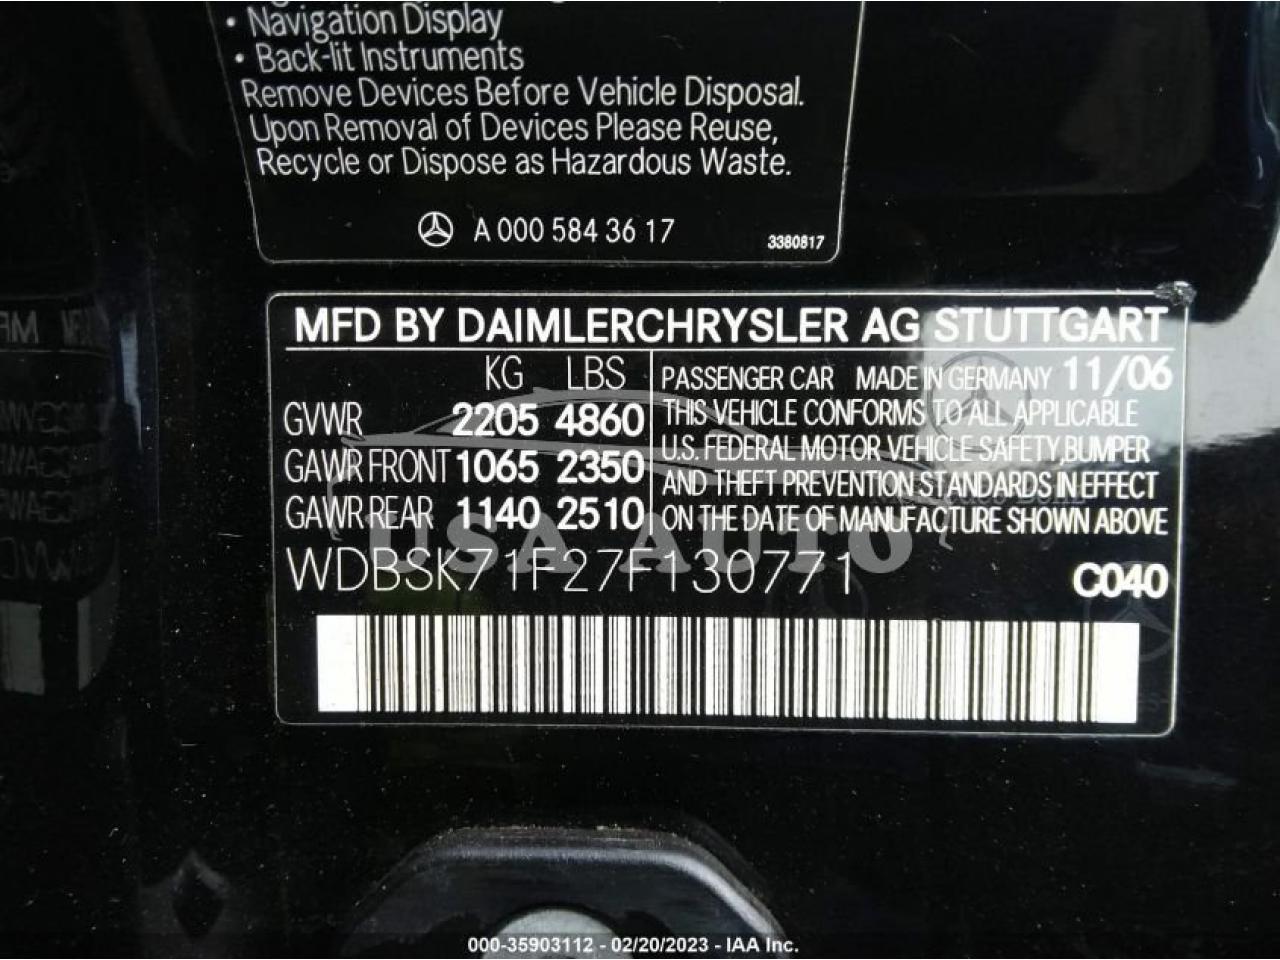 • Navigation Display
• Back-lit Instruments
Remove Devices Before Vehicle Disposal.
Upon Removal of Devices Please Reuse,
Recycle or Dispose as Hazardous Waste.
A 000 584 36 17
3380817
MFD BY DAIMLERCHRYSLER AG STUTTGART
KG LBS
GVWR 2205 4860
GAWR FRONT 1065 2350
GAWR REAR 1140 2510
PASSENGER CAR MADE IN GERMANY 11/06
THIS VEHICLE CONFORMS TO ALL APPLICABLE
U.S. FEDERAL MOTOR VEHICLE SAFETY, BUMPER
AND THEFT PREVENTION STANDARDS IN EFFECT
ON THE DATE OF MANUFACTURE SHOWN ABOVE
USA AUTO
WDBSK71F27F130771
C040
000-35903112 - 02/20/2023 - IAA Inc.